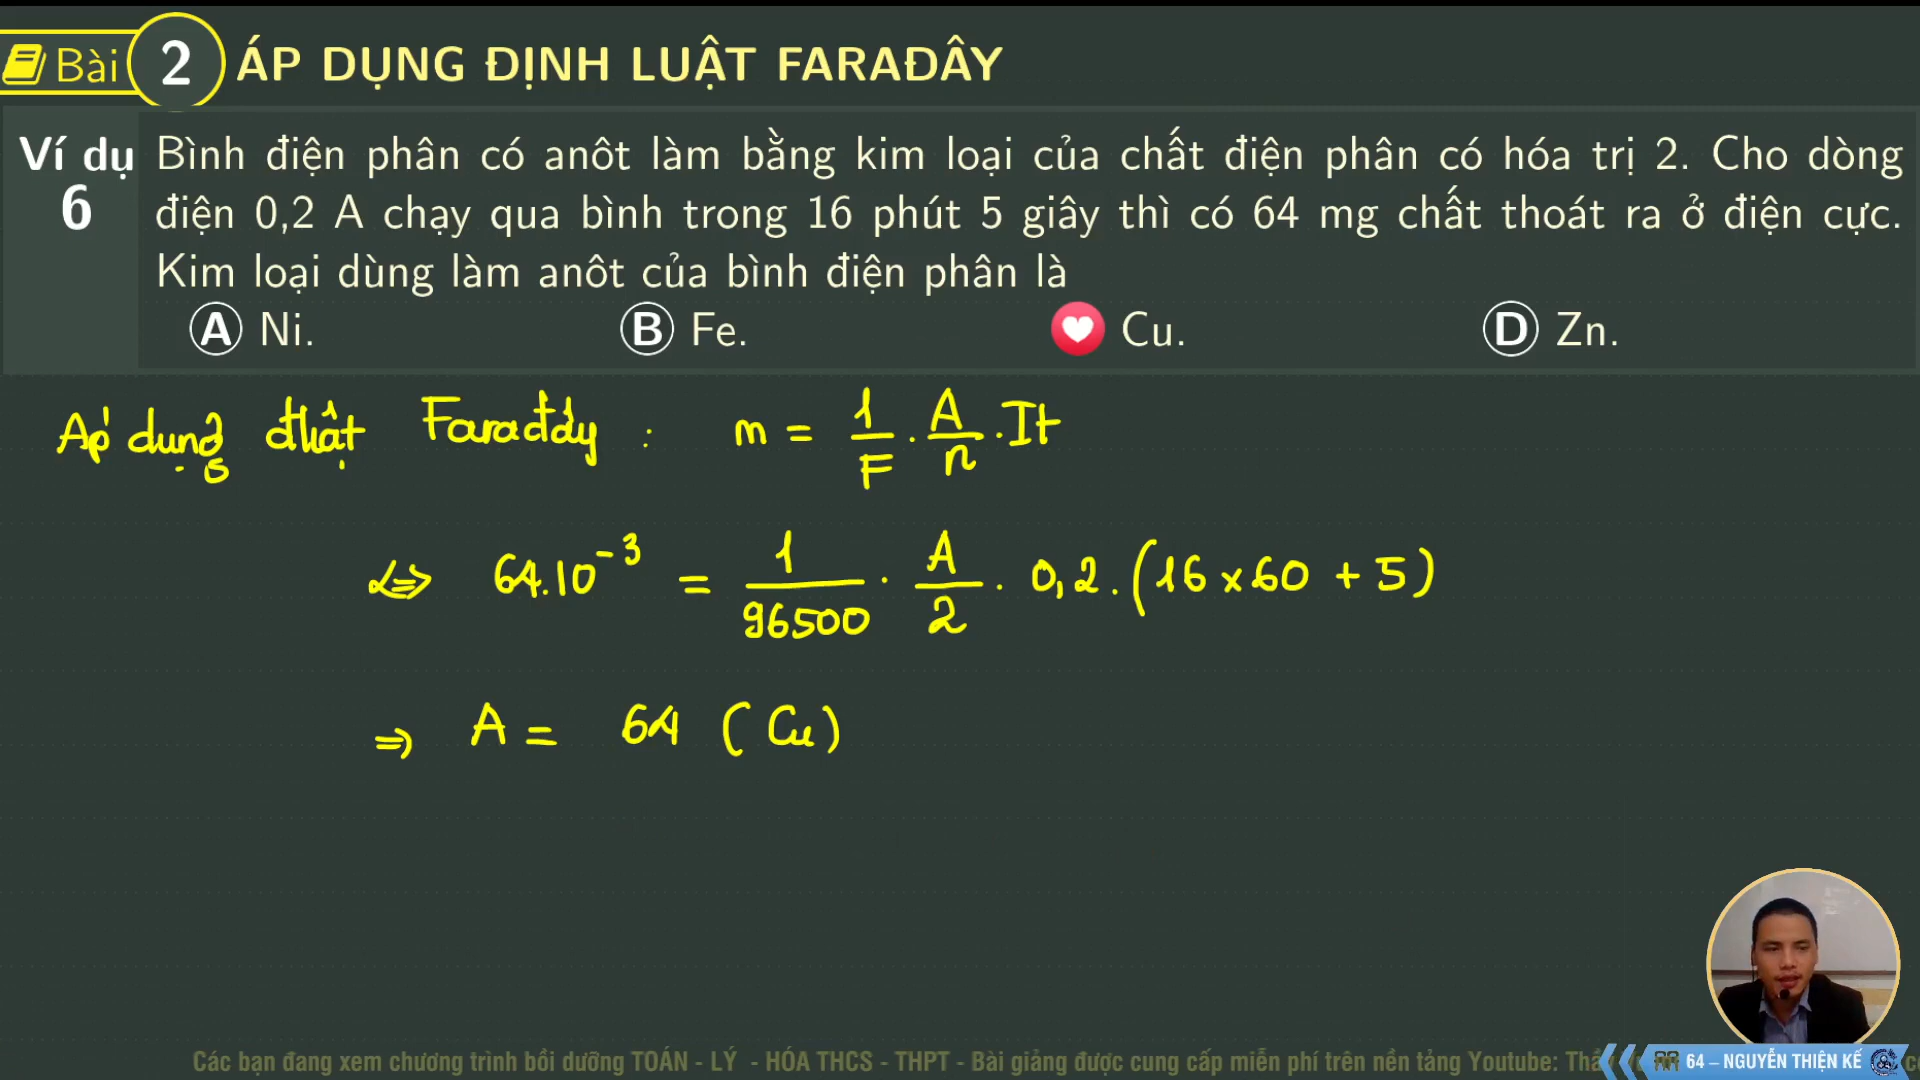 Bài 2 ÁP DỤNG ĐỊNH LUẬT FARAĐÂY
Ví dụ 6
Bình điện phân có anôt làm bằng kim loại của chất điện phân có hóa trị 2. Cho dòng
điện 0,2 A chạy qua bình trong 16 phút 5 giây thì có 64 mg chất thoát ra ở điện cực.
Kim loại dùng làm anôt của bình điện phân là
A Ni. B Fe. Cu. D Zn.
Áp dụng đluật Farađây : m = 1/F . A/n . It
<=> 64.10^-3 = 1/96500 . A/2 . 0,2 . (16 x 60 + 5)
=> A = 64 (Cu)
Các bạn đang xem chương trình bồi dưỡng TOÁN - LÝ - HÓA THCS - THPT - Bài giảng được cung cấp miễn phí trên nền tảng Youtube:
64 – NGUYỄN THIỆN KẾ